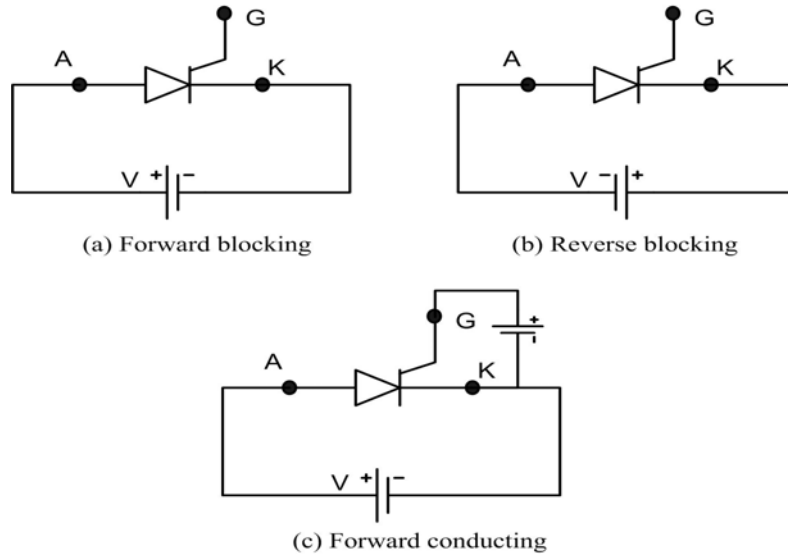 G
A
K
V + -
(a) Forward blocking
G
A
K
V - +
(b) Reverse blocking
G
+
-
A
K
V + -
(c) Forward conducting